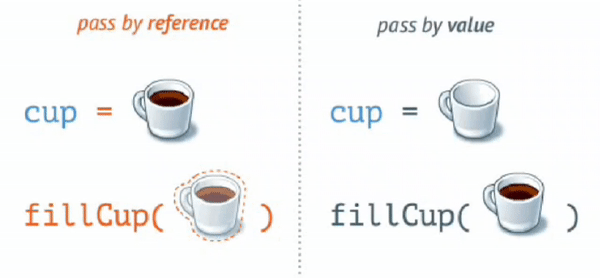 pass by reference
cup =
fillCup( )
pass by value
cup =
fillCup( )